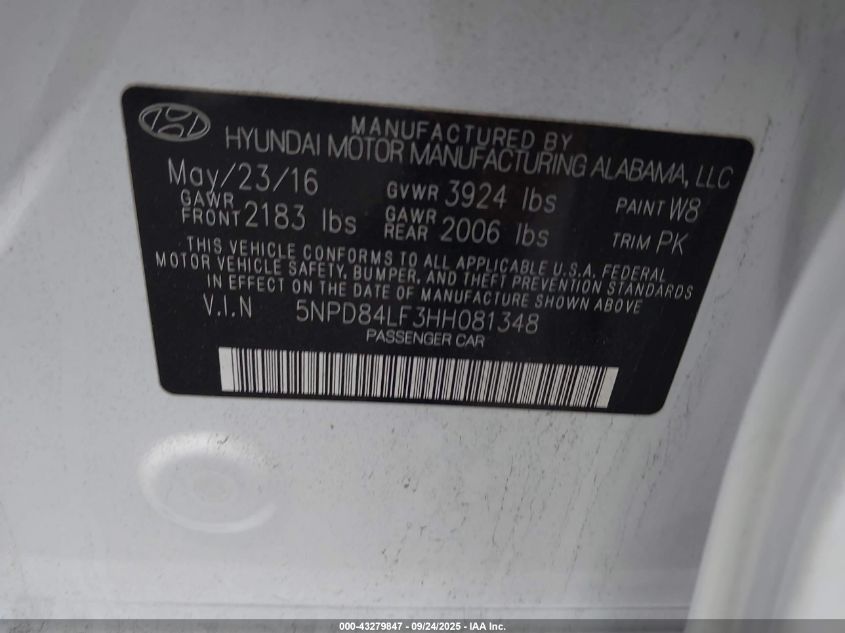 MANUFACTURED BY
HYUNDAI MOTOR MANUFACTURING ALABAMA, LLC
May/23/16 GVWR 3924 lbs PAINT W8
GAWR FRONT 2183 lbs GAWR REAR 2006 lbs TRIM PK
THIS VEHICLE CONFORMS TO ALL APPLICABLE U.S.A. FEDERAL
MOTOR VEHICLE SAFETY, BUMPER, AND THEFT PREVENTION STANDARDS
IN EFFECT ON THE DATE OF MANUFACTURE SHOWN ABOVE
V.I.N 5NPD84LF3HH081348
PASSENGER CAR
000-43279847 - 09/24/2025 - IAA Inc.